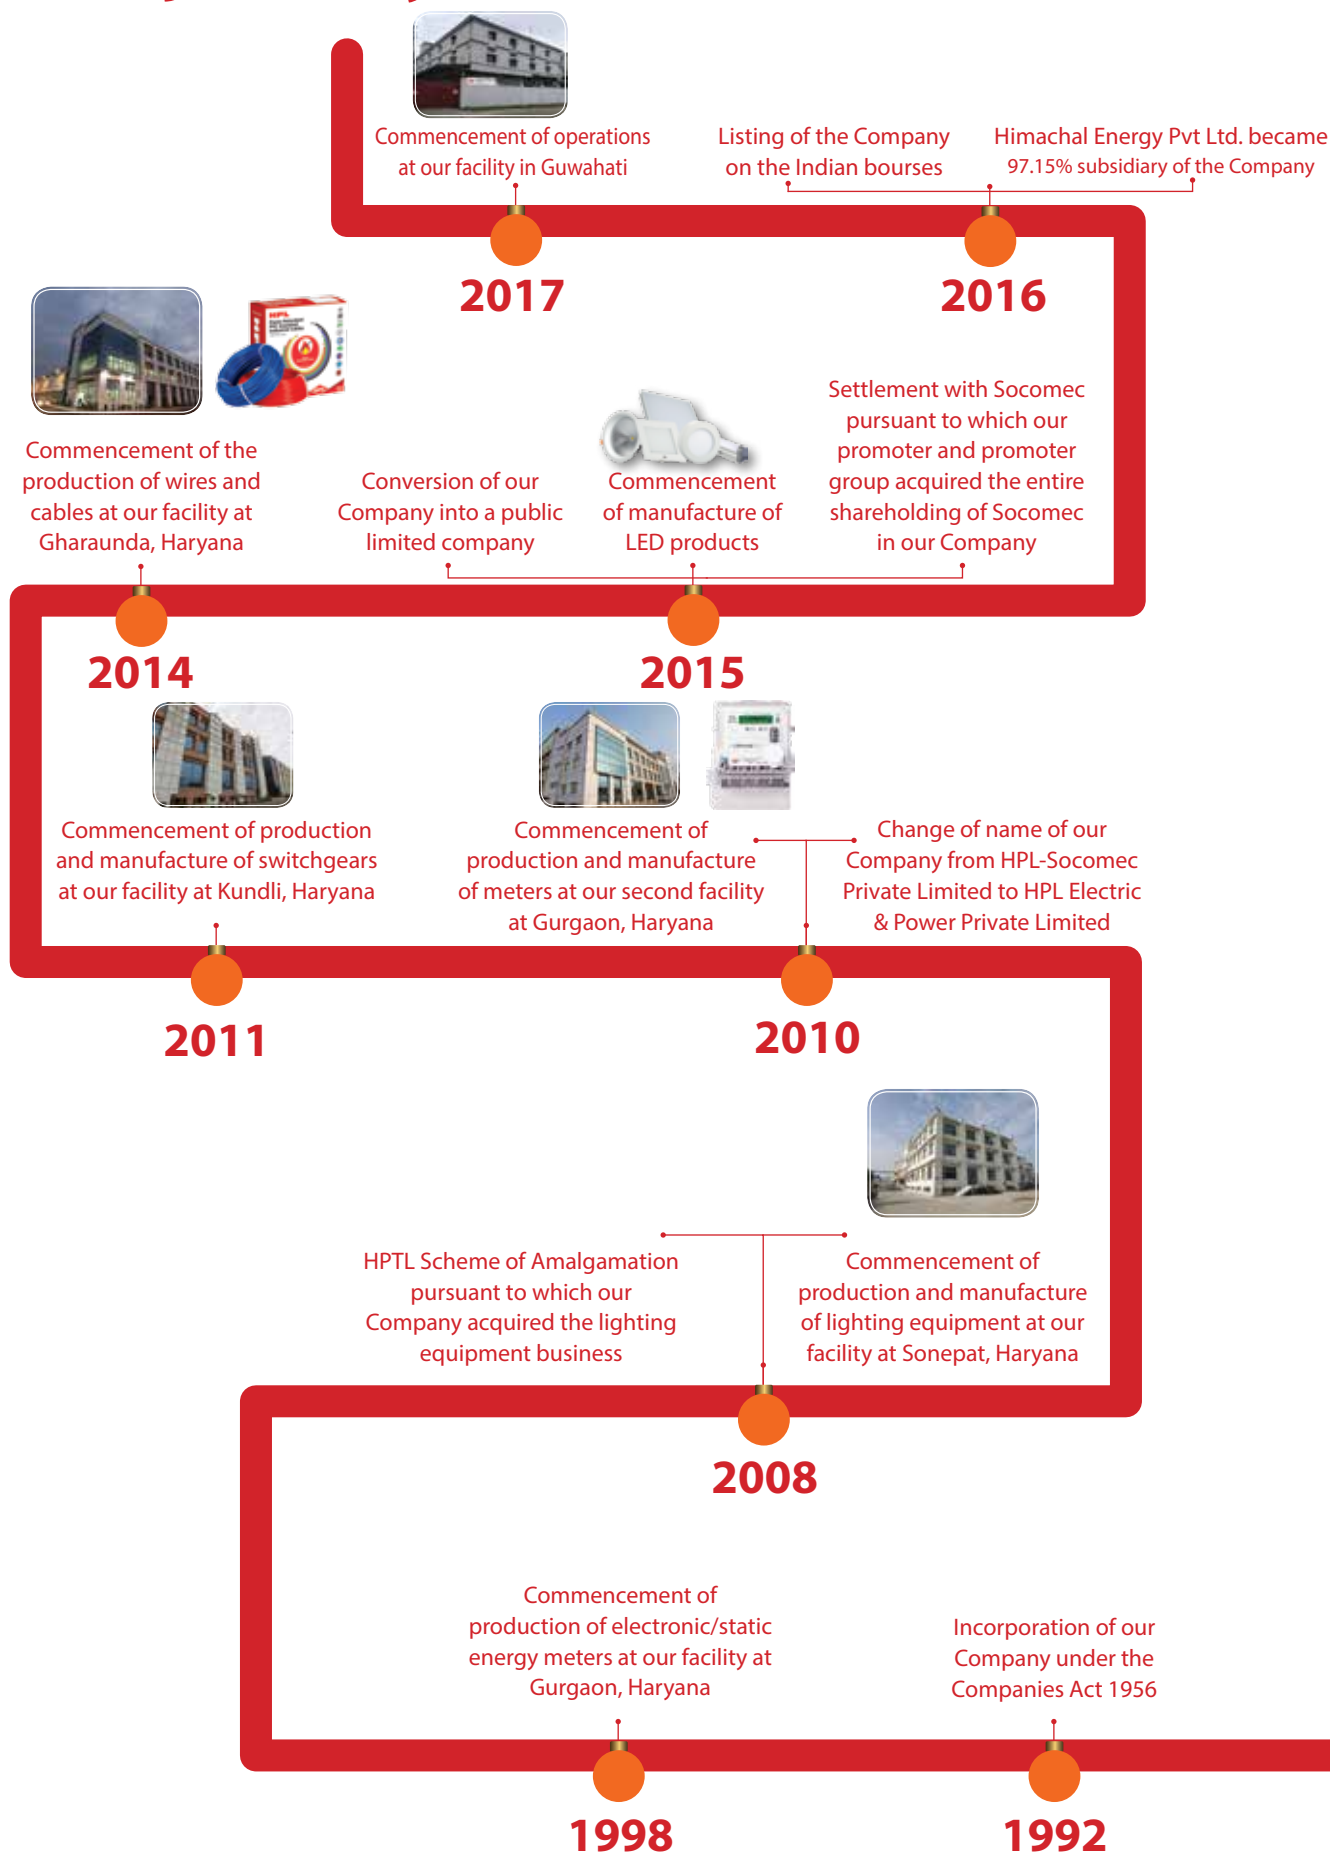 Commencement of operations
at our facility in Guwahati
Listing of the Company
on the Indian bourses
Himachal Energy Pvt Ltd. became
97.15% subsidiary of the Company
2017
2016
HPL
Commencement of the
production of wires and
cables at our facility at
Gharaunda, Haryana
Conversion of our
Company into a public
limited company
Commencement
of manufacture of
LED products
Settlement with Socomec
pursuant to which our
promoter and promoter
group acquired the entire
shareholding of Socomec
in our Company
2014
2015
Commencement of production
and manufacture of switchgears
at our facility at Kundli, Haryana
Commencement of
production and manufacture
of meters at our second facility
at Gurgaon, Haryana
Change of name of our
Company from HPL-Socomec
Private Limited to HPL Electric
& Power Private Limited
2011
2010
HPTL Scheme of Amalgamation
pursuant to which our
Company acquired the lighting
equipment business
Commencement of
production and manufacture
of lighting equipment at our
facility at Sonepat, Haryana
2008
Commencement of
production of electronic/static
energy meters at our facility at
Gurgaon, Haryana
Incorporation of our
Company under the
Companies Act 1956
1998
1992